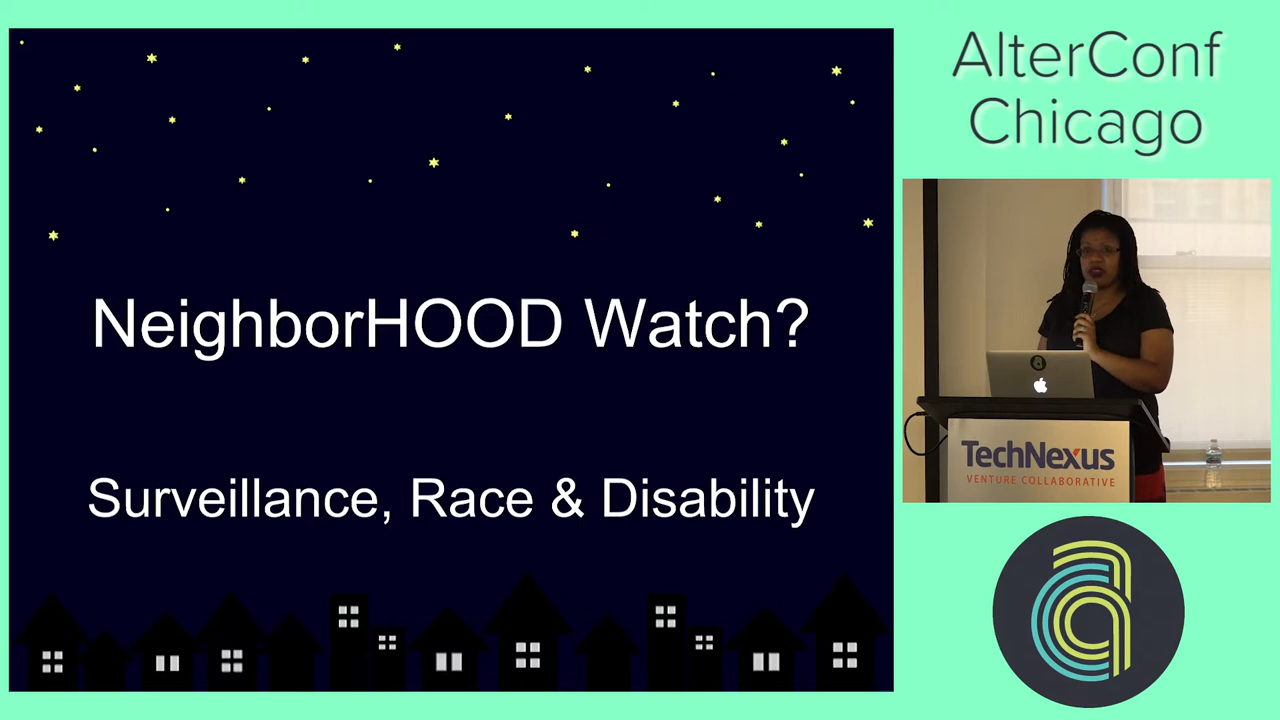 AlterConf
Chicago
NeighborHOOD Watch?
Surveillance, Race & Disability
TechNexus
VENTURE COLLABORATIVE